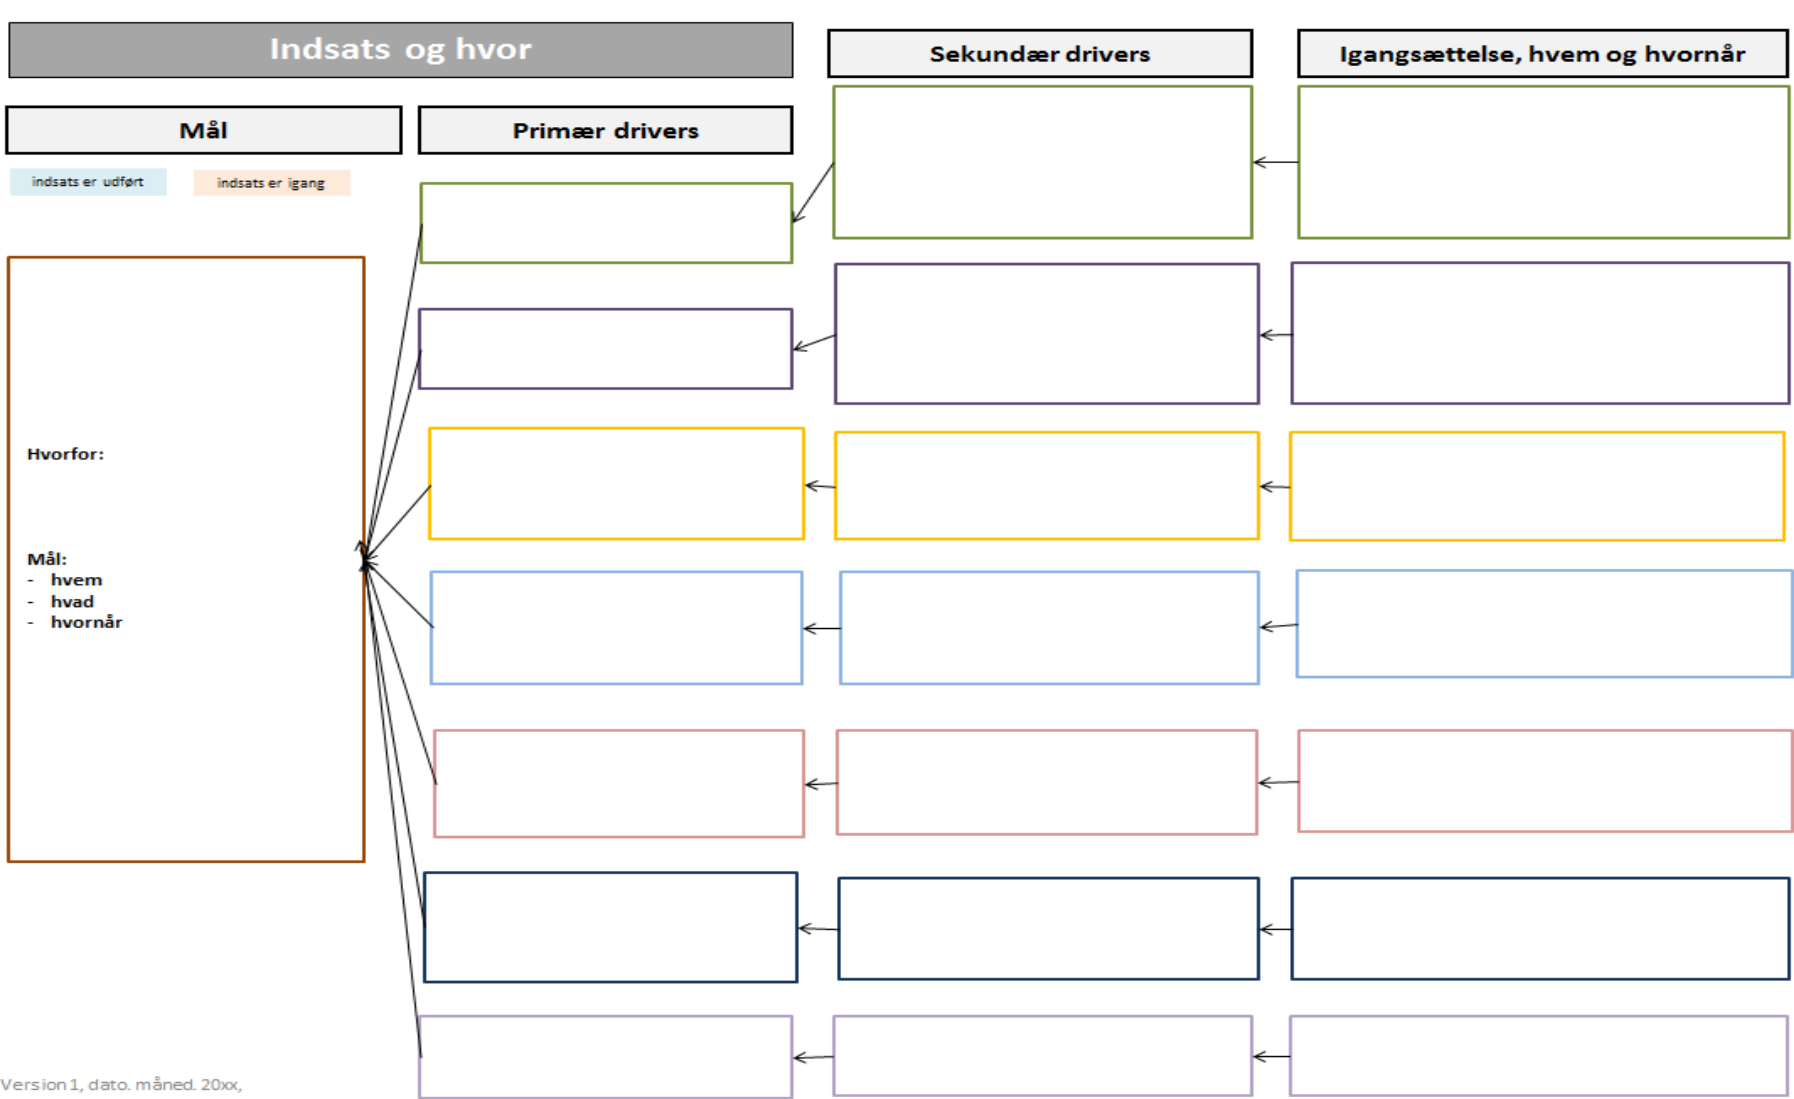 Indsats og hvor
Sekundær drivers
Igangsættelse, hvem og hvornår
Mål
Primær drivers
indsats er udført
indsats er igang
Hvorfor:
Mål:
- hvem
- hvad
- hvornår
Version 1, dato. måned. 20xx,